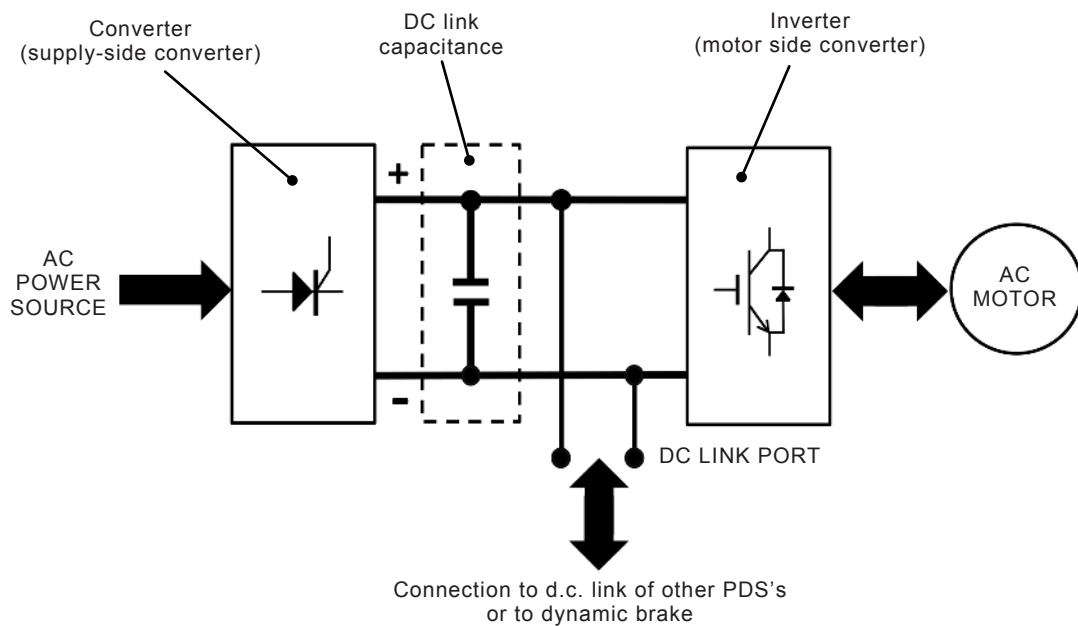 Converter
(supply-side converter)
DC link
capacitance
Inverter
(motor side converter)
+
-
AC
POWER
SOURCE
AC
MOTOR
DC LINK PORT
Connection to d.c. link of other PDS’s
or to dynamic brake